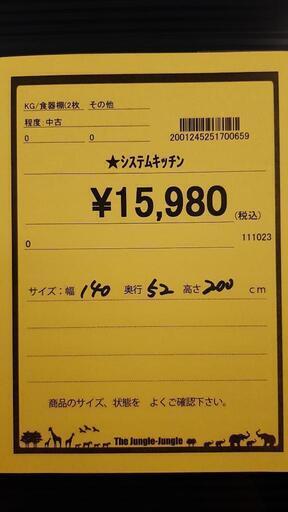 KG/食器棚(2枚 その他
程度:中古
0 0 2001245251700659
★システムキッチン
¥15,980(税込)
0 111023
サイズ:幅 140 奥行 52 高さ 200 cm
商品のサイズ、状態を よくご確認下さい。
The Jungle-Jungle